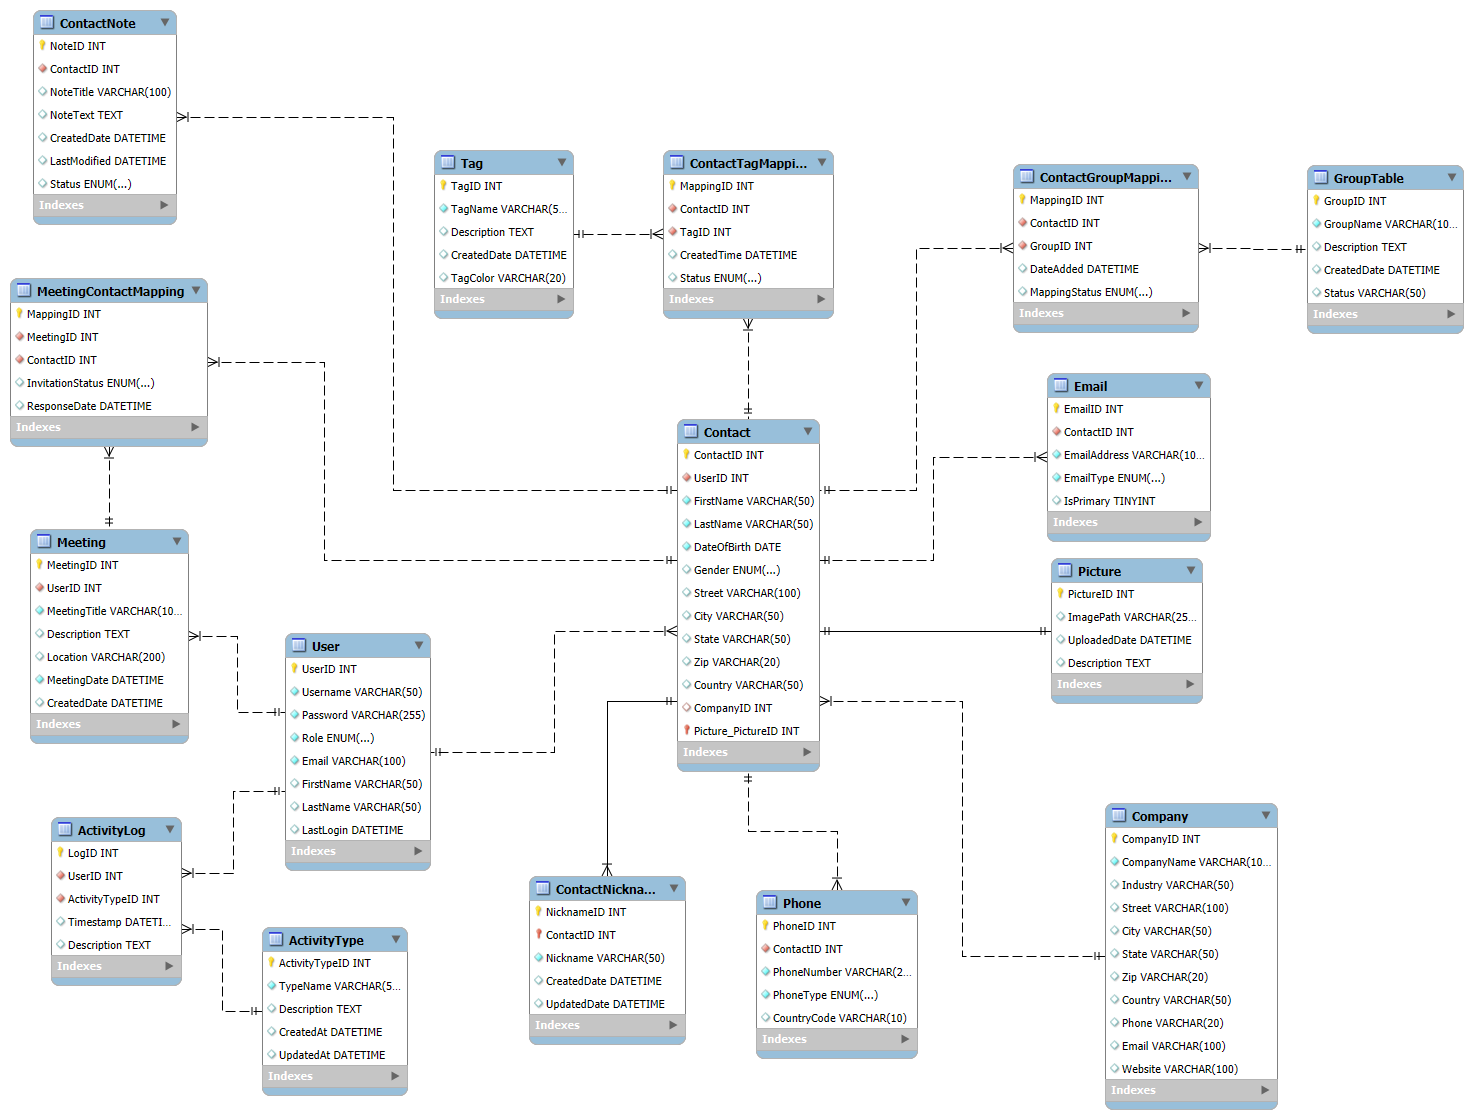 ContactNote
NoteID INT
ContactID INT
NoteTitle VARCHAR(100)
NoteText TEXT
CreatedDate DATETIME
LastModified DATETIME
Status ENUM(...)
Indexes
Tag
TagID INT
TagName VARCHAR(5...
Description TEXT
CreatedDate DATETIME
TagColor VARCHAR(20)
Indexes
ContactTagMappi...
MappingID INT
ContactID INT
TagID INT
CreatedTime DATETIME
Status ENUM(...)
Indexes
ContactGroupMappi...
MappingID INT
ContactID INT
GroupID INT
DateAdded DATETIME
MappingStatus ENUM(...)
Indexes
GroupTable
GroupID INT
GroupName VARCHAR(10...
Description TEXT
CreatedDate DATETIME
Status VARCHAR(50)
Indexes
MeetingContactMapping
MappingID INT
MeetingID INT
ContactID INT
InvitationStatus ENUM(...)
ResponseDate DATETIME
Indexes
Email
EmailID INT
ContactID INT
EmailAddress VARCHAR(10...
EmailType ENUM(...)
IsPrimary TINYINT
Indexes
Contact
ContactID INT
UserID INT
FirstName VARCHAR(50)
LastName VARCHAR(50)
DateOfBirth DATE
Gender ENUM(...)
Street VARCHAR(100)
City VARCHAR(50)
State VARCHAR(50)
Zip VARCHAR(20)
Country VARCHAR(50)
CompanyID INT
Picture_PictureID INT
Indexes
Meeting
MeetingID INT
UserID INT
MeetingTitle VARCHAR(10...
Description TEXT
Location VARCHAR(200)
MeetingDate DATETIME
CreatedDate DATETIME
Indexes
Picture
PictureID INT
ImagePath VARCHAR(25...
UploadedDate DATETIME
Description TEXT
Indexes
User
UserID INT
Username VARCHAR(50)
Password VARCHAR(255)
Role ENUM(...)
Email VARCHAR(100)
FirstName VARCHAR(50)
LastName VARCHAR(50)
LastLogin DATETIME
Indexes
ActivityLog
LogID INT
UserID INT
ActivityTypeID INT
Timestamp DATETI...
Description TEXT
Indexes
ActivityType
ActivityTypeID INT
TypeName VARCHAR(5...
Description TEXT
CreatedAt DATETIME
UpdatedAt DATETIME
Indexes
ContactNickna...
NicknameID INT
ContactID INT
Nickname VARCHAR(50)
CreatedDate DATETIME
UpdatedDate DATETIME
Indexes
Phone
PhoneID INT
ContactID INT
PhoneNumber VARCHAR(2...
PhoneType ENUM(...)
CountryCode VARCHAR(10)
Indexes
Company
CompanyID INT
CompanyName VARCHAR(10...
Industry VARCHAR(50)
Street VARCHAR(100)
City VARCHAR(50)
State VARCHAR(50)
Zip VARCHAR(20)
Country VARCHAR(50)
Phone VARCHAR(20)
Email VARCHAR(100)
Website VARCHAR(100)
Indexes